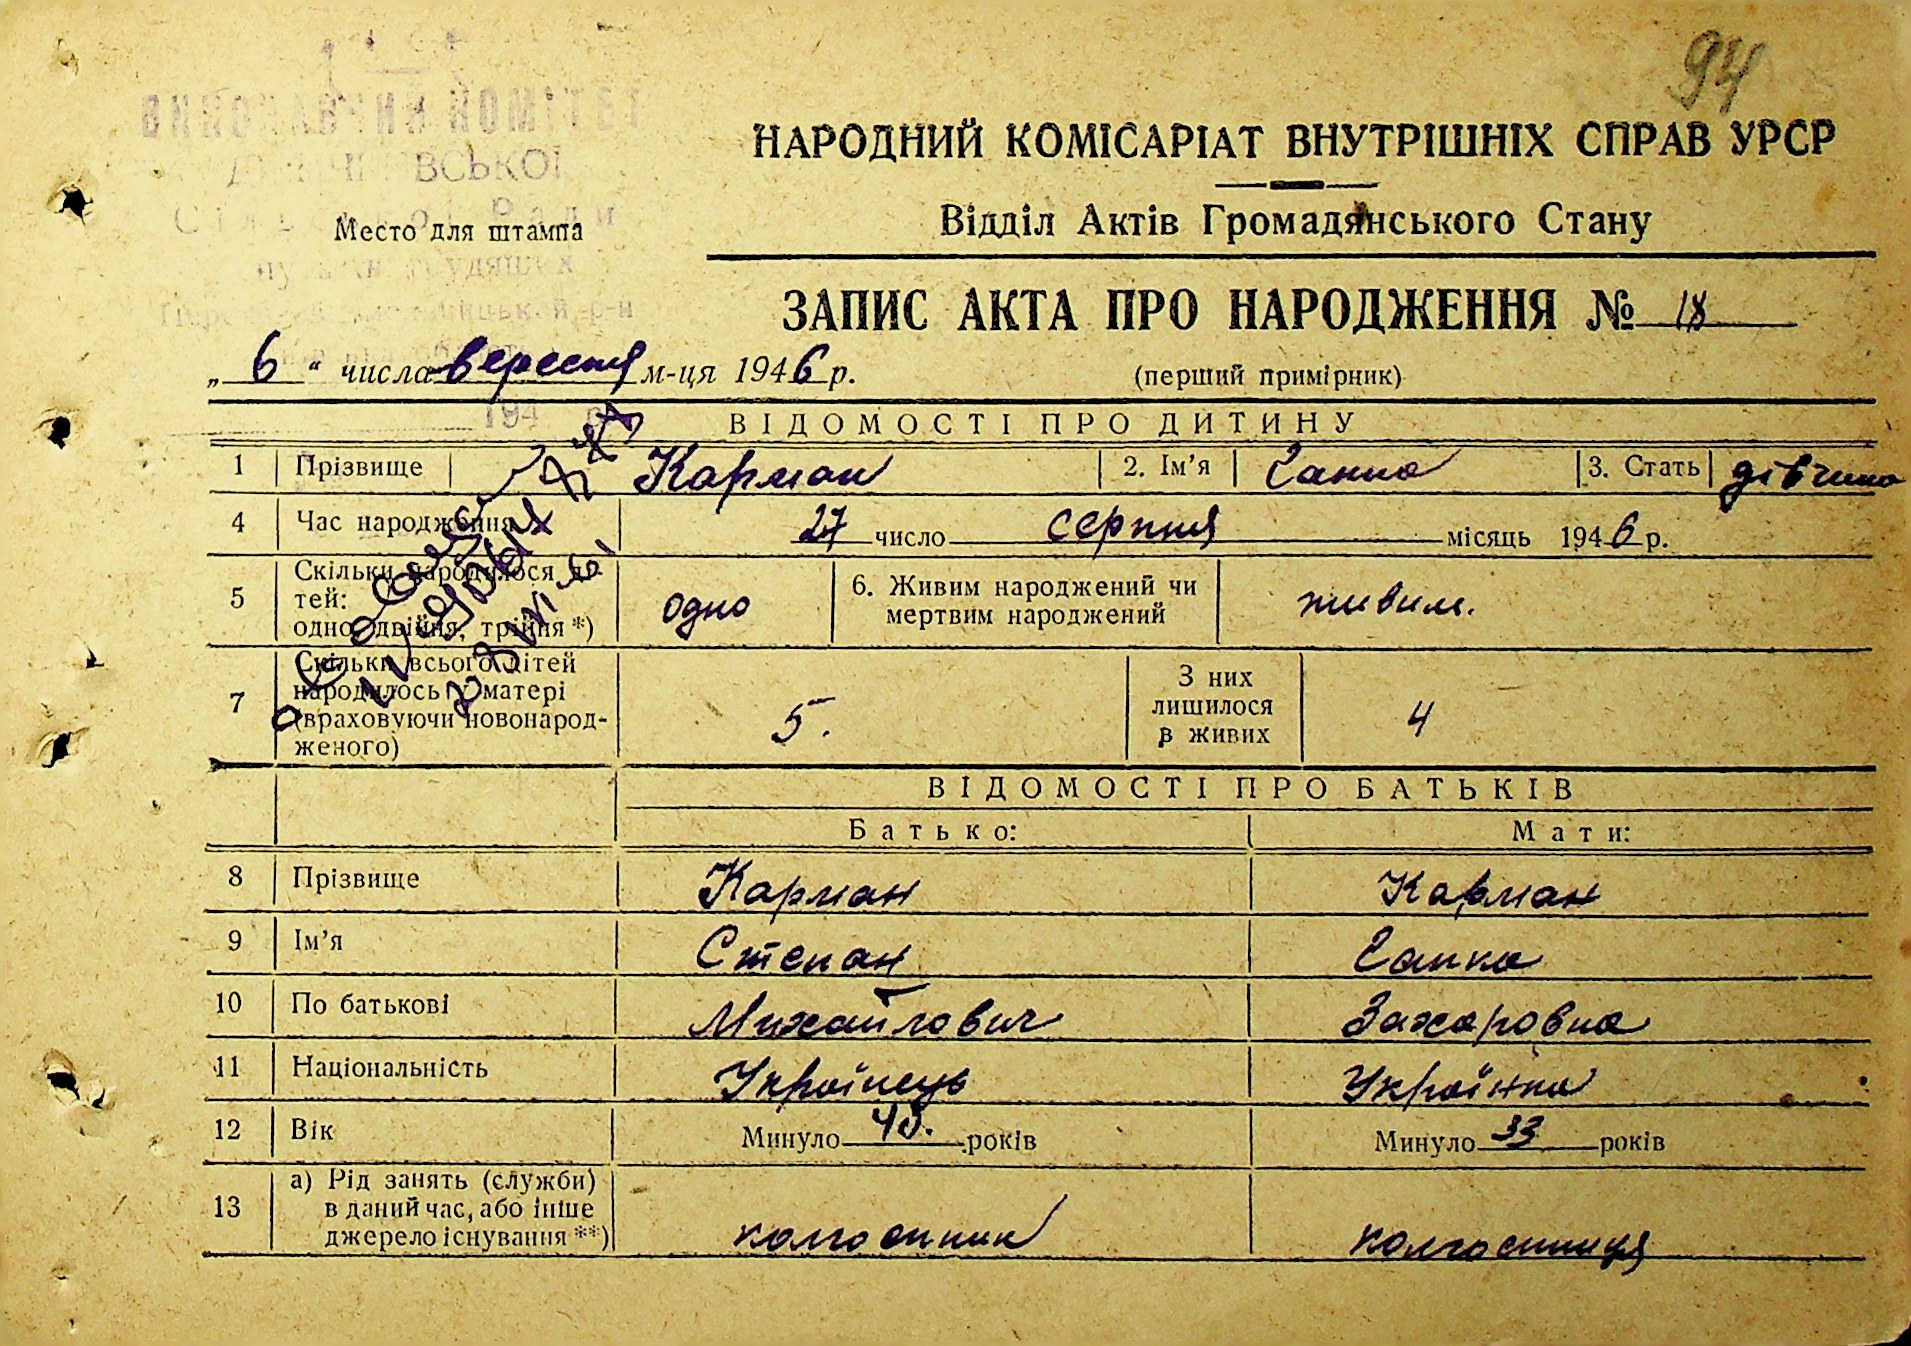 94
НАРОДНИЙ КОМІСАРІАТ ВНУТРІШНІХ СПРАВ УРСР
Место для штампа
Відділ Актів Громадянського Стану
ЗАПИС АКТА ПРО НАРОДЖЕННЯ № 18
„ 6 “ числа вересня м-ця 1946 р.
(перший примірник)
ВІДОМОСТІ ПРО ДИТИНУ
1 Прізвище Карман 2. Ім'я Ганна 3. Стать дівчина
4 Час народження 27 число серпня місяць 1946 р.
5 Скільки народилося ді-
тей:
одно, двійня, трійня *) одно 6. Живим народжений чи
мертвим народжений живим.
7 Скільки всього дітей
народилось у матері
(враховуючи новонарод-
женого) 5. З них
лишилося
в живих 4
ВІДОМОСТІ ПРО БАТЬКІВ
Батько: Мати:
8 Прізвище Карман Карман
9 Ім'я Степан Ганна
10 По батькові Михайлович Захаровна
11 Національність Українець Українка
12 Вік Минуло років Минуло 33 років
13 а) Рід занять (служби)
в даний час, або інше
джерело існування **) колгоспник колгоспниця